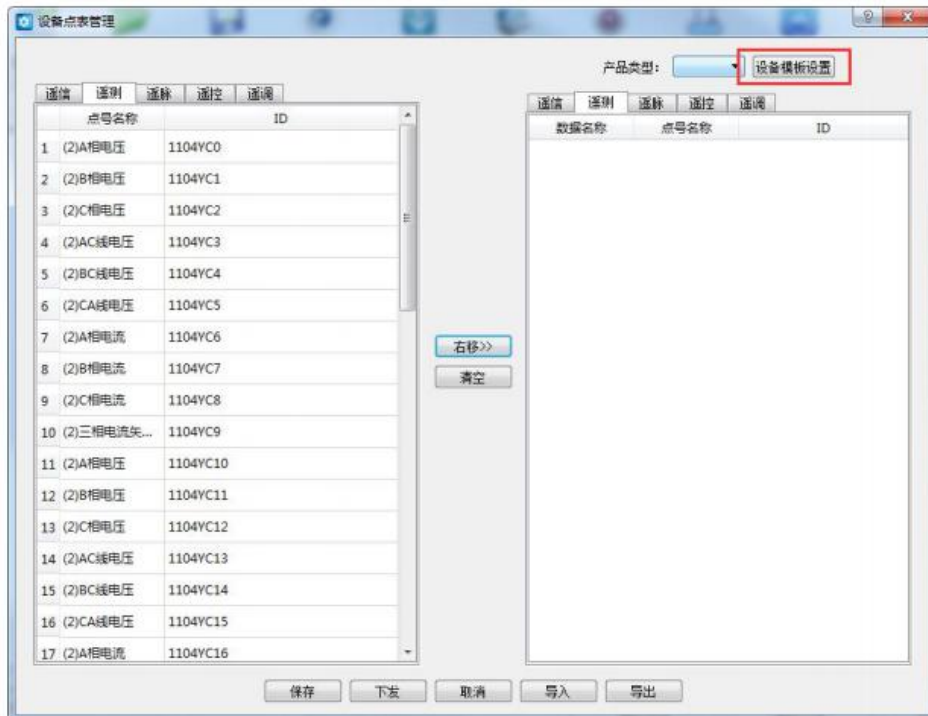 设备点表管理
产品类型： 设备模板设置
遥信 遥测 遥脉 遥控 遥调
点号名称 ID
1 (2)A相电压 1104YC0
2 (2)B相电压 1104YC1
3 (2)C相电压 1104YC2
4 (2)AC线电压 1104YC3
5 (2)BC线电压 1104YC4
6 (2)CA线电压 1104YC5
7 (2)A相电流 1104YC6
8 (2)B相电流 1104YC7
9 (2)C相电流 1104YC8
10 (2)三相电流矢... 1104YC9
11 (2)A相电压 1104YC10
12 (2)B相电压 1104YC11
13 (2)C相电压 1104YC12
14 (2)AC线电压 1104YC13
15 (2)BC线电压 1104YC14
16 (2)CA线电压 1104YC15
17 (2)A相电流 1104YC16
右移>>
清空
遥信 遥测 遥脉 遥控 遥调
数据名称 点号名称 ID
保存 下发 取消 导入 导出